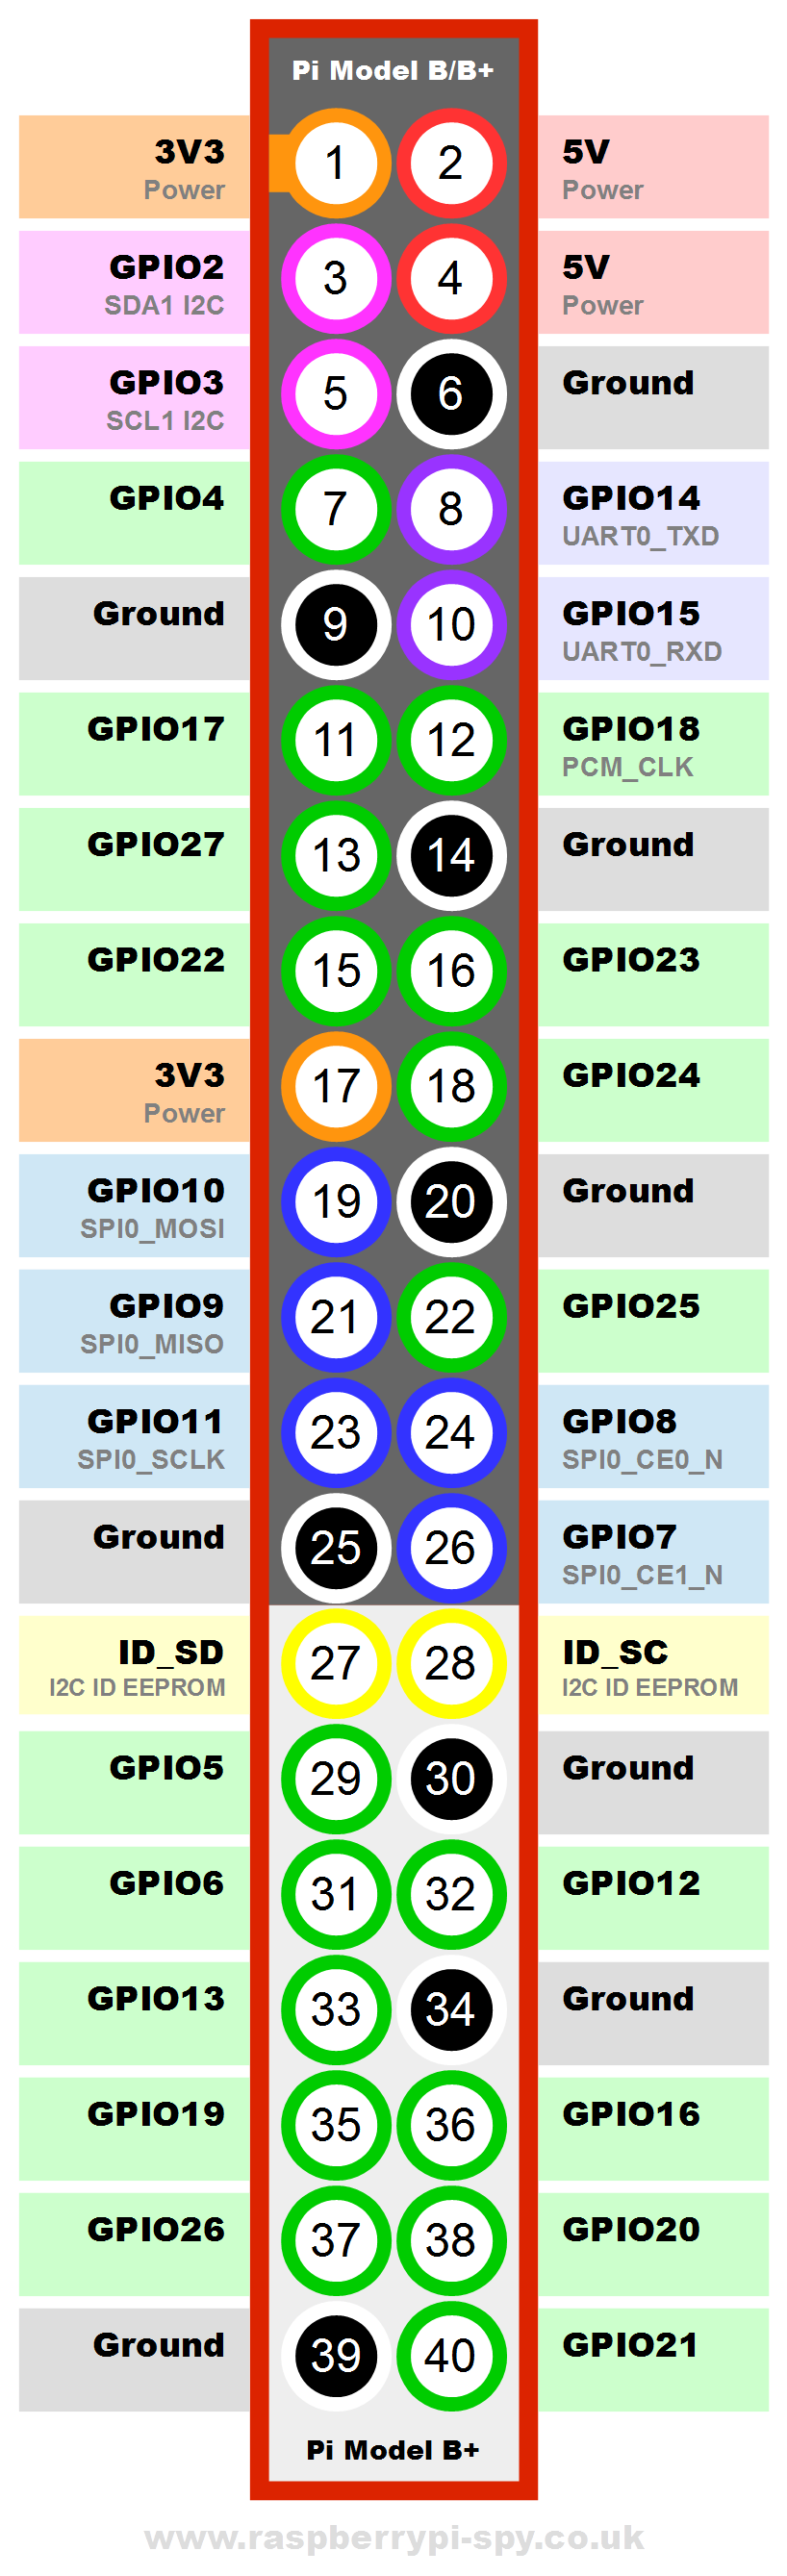 Pi Model B/B+
3V3 1 2 5V
Power Power
GPIO2 3 4 5V
SDA1 I2C Power
GPIO3 5 6 Ground
SCL1 I2C
GPIO4 7 8 GPIO14
UART0_TXD
Ground 9 10 GPIO15
UART0_RXD
GPIO17 11 12 GPIO18
PCM_CLK
GPIO27 13 14 Ground
GPIO22 15 16 GPIO23
3V3 17 18 GPIO24
Power
GPIO10 19 20 Ground
SPI0_MOSI
GPIO9 21 22 GPIO25
SPI0_MISO
GPIO11 23 24 GPIO8
SPI0_SCLK SPI0_CE0_N
Ground 25 26 GPIO7
SPI0_CE1_N
ID_SD 27 28 ID_SC
I2C ID EEPROM I2C ID EEPROM
GPIO5 29 30 Ground
GPIO6 31 32 GPIO12
GPIO13 33 34 Ground
GPIO19 35 36 GPIO16
GPIO26 37 38 GPIO20
Ground 39 40 GPIO21
Pi Model B+
www.raspberrypi-spy.co.uk